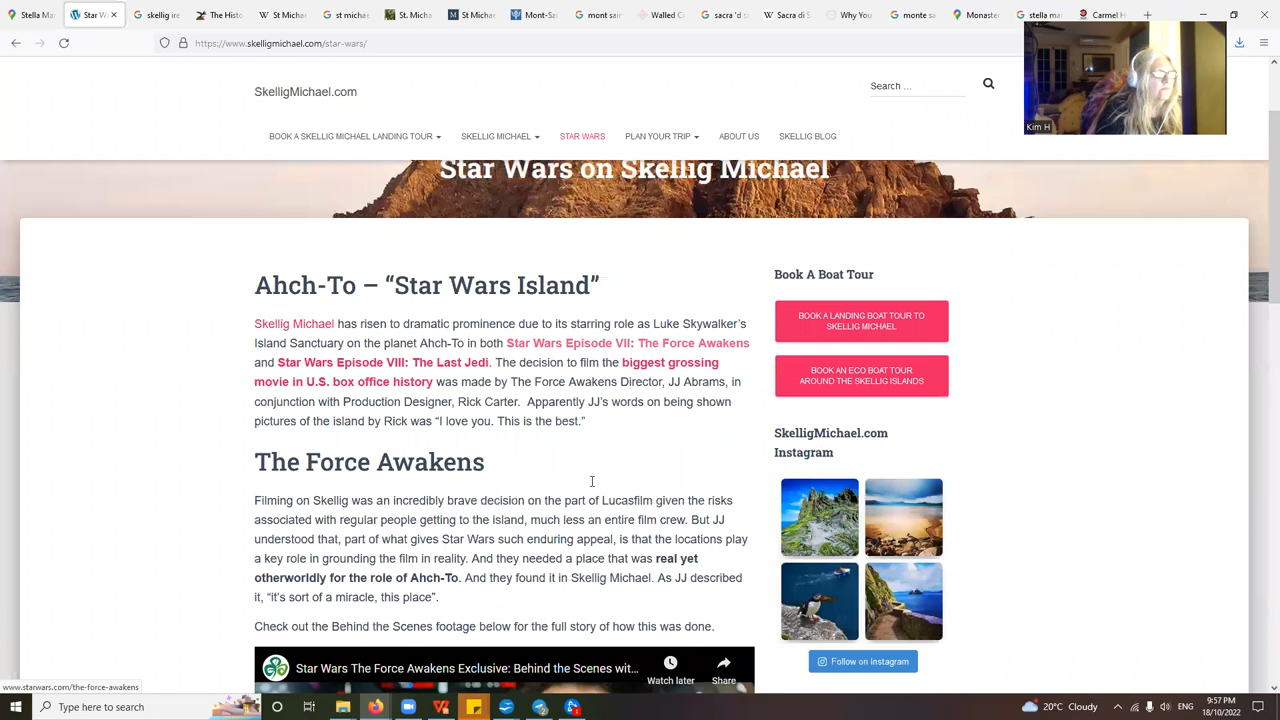 Star W
skellig ire
The Histo
st michae
St. Mich
St Michae
Mont-Sai
mont sain
Walled C
sacra 'd s
Sacra di S
Why You
monte sa
Monaster
stella ma
Carmel H
https://www.skelligmichael.com/star-wars/
SkelligMichael.com
Search …
Kim H
BOOK A SKELLIG MICHAEL LANDING TOUR
SKELLIG MICHAEL
STAR WARS
PLAN YOUR TRIP
ABOUT US
SKELLIG BLOG
Star Wars on Skellig Michael
Ahch-To – “Star Wars Island”
Skellig Michael has risen to dramatic prominence due to its starring role as Luke Skywalker’s
Island Sanctuary on the planet Ahch-To in both Star Wars Episode VII: The Force Awakens
and Star Wars Episode VIII: The Last Jedi. The decision to film the biggest grossing
movie in U.S. box office history was made by The Force Awakens Director, JJ Abrams, in
conjunction with Production Designer, Rick Carter. Apparently JJ’s words on being shown
pictures of the island by Rick was “I love you. This is the best.”
The Force Awakens
Filming on Skellig was an incredibly brave decision on the part of Lucasfilm given the risks
associated with regular people getting to the island, much less an entire film crew. But JJ
understood that, part of what gives Star Wars such enduring appeal, is that the locations play
a key role in grounding the film in reality. And they needed a place that was real yet
otherworldly for the role of Ahch-To. And they found it in Skellig Michael. As JJ described
it, “it’s sort of a miracle, this place”.
Check out the Behind the Scenes footage below for the full story of how this was done.
Star Wars The Force Awakens Exclusive: Behind the Scenes wit...
Watch later
Share
Book A Boat Tour
BOOK A LANDING BOAT TOUR TO
SKELLIG MICHAEL
BOOK AN ECO BOAT TOUR
AROUND THE SKELLIG ISLANDS
SkelligMichael.com
Instagram
Follow on Instagram
www.starwars.com/the-force-awakens
Type here to search
20°C Cloudy
ENG
9:57 PM
18/10/2022